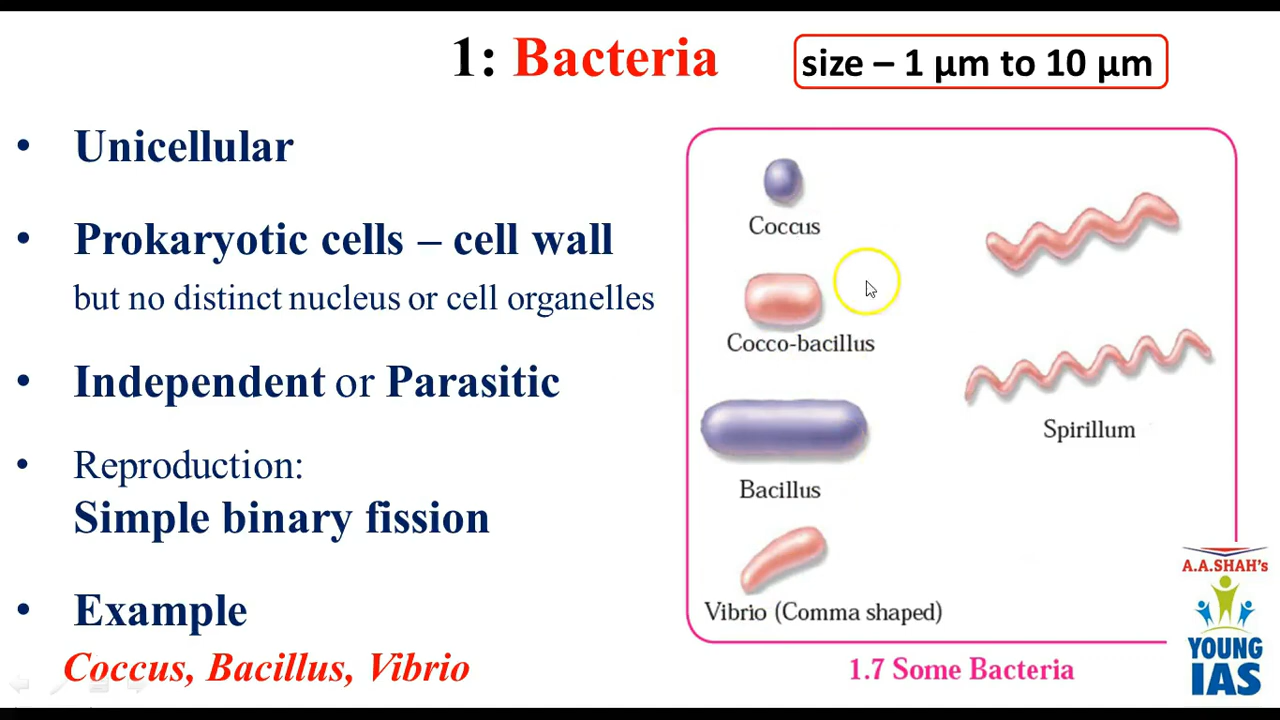 1: Bacteria
size – 1 µm to 10 µm
• Unicellular
• Prokaryotic cells – cell wall
but no distinct nucleus or cell organelles
• Independent or Parasitic
• Reproduction:
Simple binary fission
• Example
Coccus, Bacillus, Vibrio
Coccus
Cocco-bacillus
Bacillus
Vibrio (Comma shaped)
Spirillum
1.7 Some Bacteria
A.A.SHAH's
YOUNG
IAS